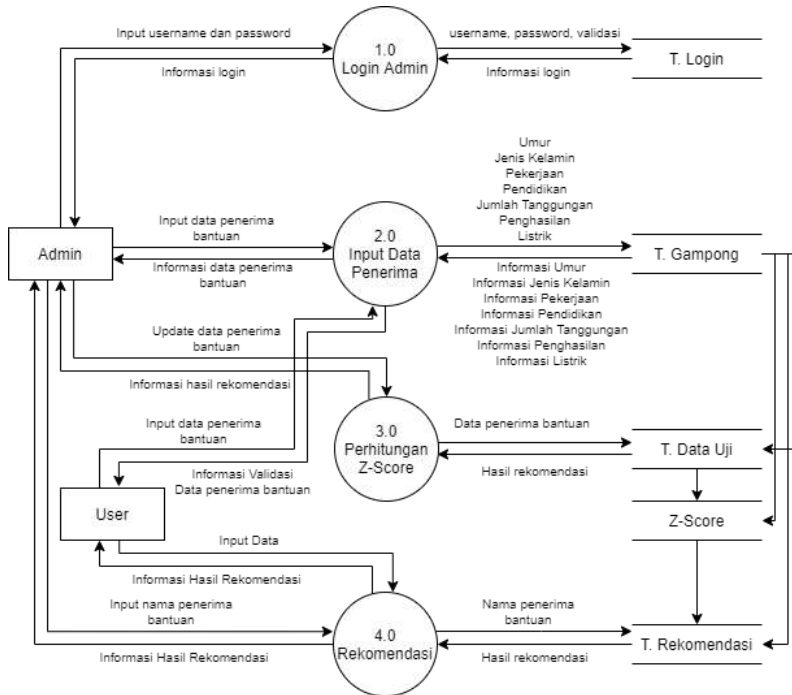 Input username dan password
Informasi login
1.0
Login Admin
username, password, validasi
Informasi login
T. Login
Umur
Jenis Kelamin
Pekerjaan
Pendidikan
Jumlah Tanggungan
Penghasilan
Listrik
Admin
Input data penerima
bantuan
Informasi data penerima
bantuan
2.0
Input Data
Penerima
T. Gampong
Informasi Umur
Informasi Jenis Kelamin
Informasi Pekerjaan
Informasi Pendidikan
Informasi Jumlah Tanggungan
Informasi Penghasilan
Informasi Listrik
Update data penerima
bantuan
Informasi hasil rekomendasi
3.0
Perhitungan
Z-Score
Data penerima bantuan
Hasil rekomendasi
T. Data Uji
Input data penerima
bantuan
Informasi Validasi
Data penerima bantuan
User
Z-Score
Input Data
Informasi Hasil Rekomendasi
Input nama penerima
bantuan
Informasi Hasil Rekomendasi
4.0
Rekomendasi
Nama penerima
bantuan
Hasil rekomendasi
T. Rekomendasi